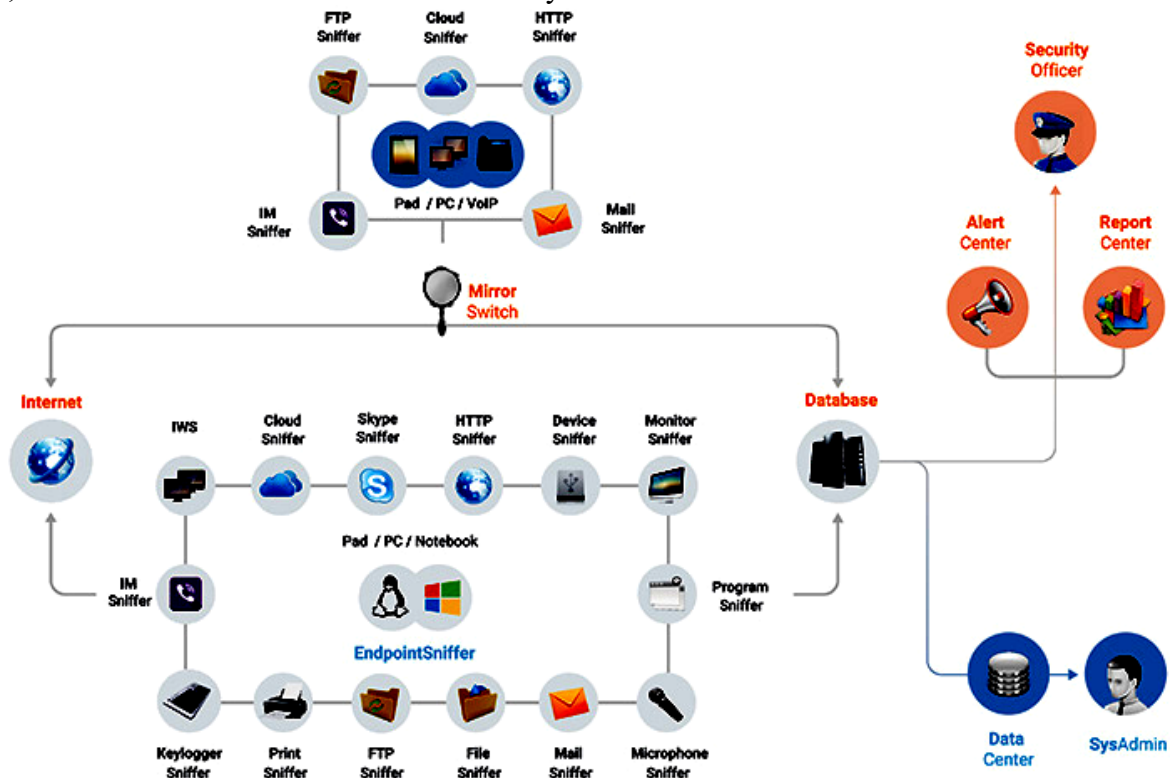 FTP
Sniffer
Cloud
Sniffer
HTTP
Sniffer
Pad / PC / VoIP
IM
Sniffer
Mail
Sniffer
Mirror
Switch
Security
Officer
Alert
Center
Report
Center
Internet
Database
IWS
Cloud
Sniffer
Skype
Sniffer
HTTP
Sniffer
Device
Sniffer
Monitor
Sniffer
Pad / PC / Notebook
IM
Sniffer
Program
Sniffer
EndpointSniffer
Keylogger
Sniffer
Print
Sniffer
FTP
Sniffer
File
Sniffer
Mail
Sniffer
Microphone
Sniffer
Data
Center
SysAdmin